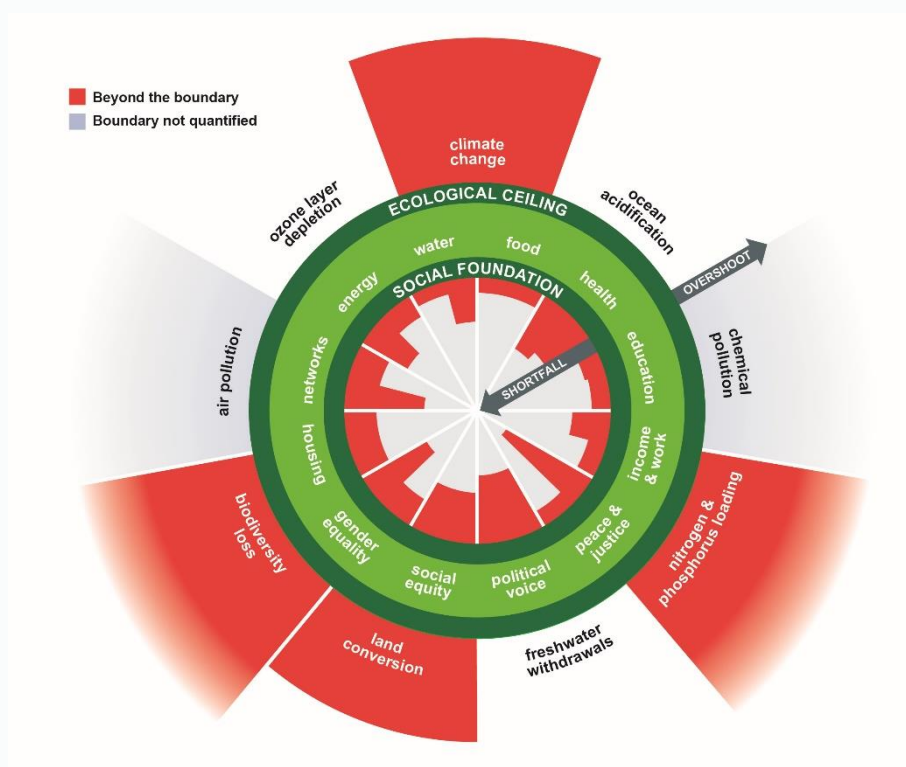 Beyond the boundary
Boundary not quantified
climate
change
ozone layer
depletion
ocean
acidification
ECOLOGICAL CEILING
OVERSHOOT
water
food
energy
health
SOCIAL FOUNDATION
air pollution
networks
SHORTFALL
education
chemical
pollution
housing
income
& work
biodiversity
loss
gender
equality
social
equity
political
voice
peace &
justice
nitrogen &
phosphorus loading
land
conversion
freshwater
withdrawals